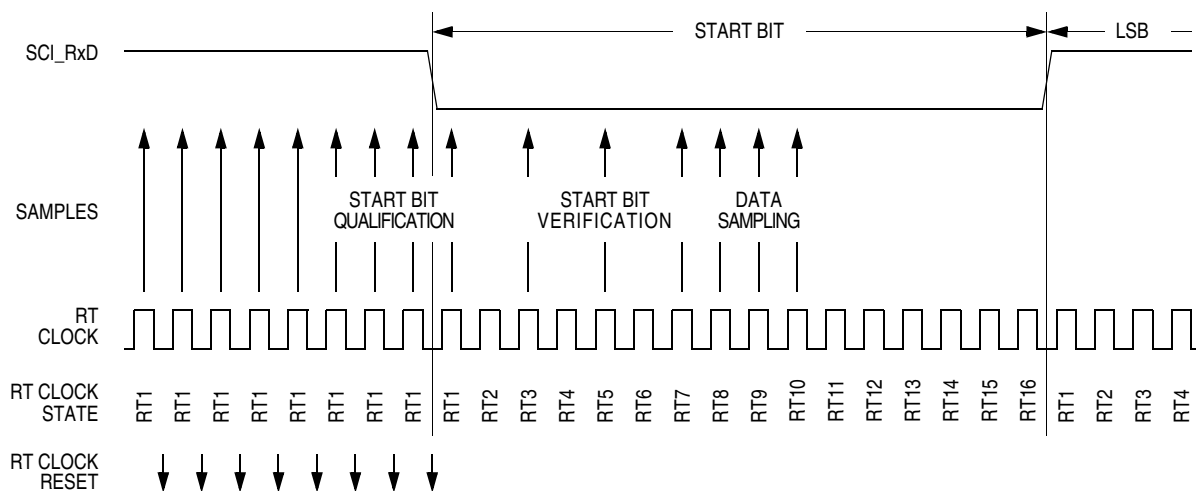 START BIT
LSB
SCI_RxD
SAMPLES
START BIT
QUALIFICATION
START BIT
VERIFICATION
DATA
SAMPLING
RT
CLOCK
RT CLOCK
STATE
RT1 RT1 RT1 RT1 RT1 RT1 RT1 RT1 RT1 RT2 RT3 RT4 RT5 RT6 RT7 RT8 RT9 RT10 RT11 RT12 RT13 RT14 RT15 RT16 RT1 RT2 RT3 RT4
RT CLOCK
RESET